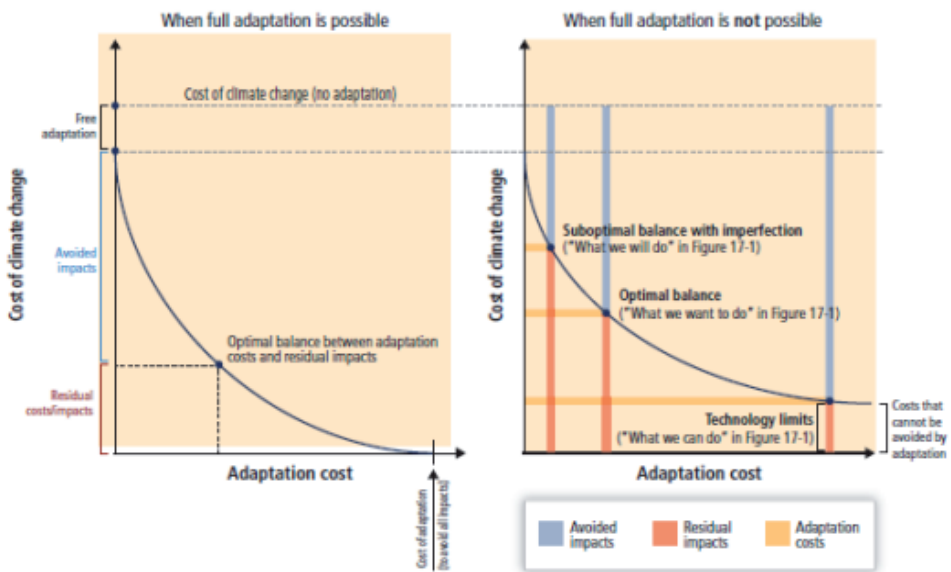 When full adaptation is possible
When full adaptation is not possible
Cost of climate change (no adaptation)
Free
adaptation
Cost of climate change
Avoided
impacts
Optimal balance between adaptation
costs and residual impacts
Residual
costs/impacts
Adaptation cost
Cost of adaptation
(to avoid all impacts)
Cost of climate change
Suboptimal balance with imperfection
("What we will do" in Figure 17-1)
Optimal balance
("What we want to do" in Figure 17-1)
Technology limits
("What we can do" in Figure 17-1)
Costs that
cannot be
avoided by
adaptation
Adaptation cost
Avoided
impacts
Residual
impacts
Adaptation
costs